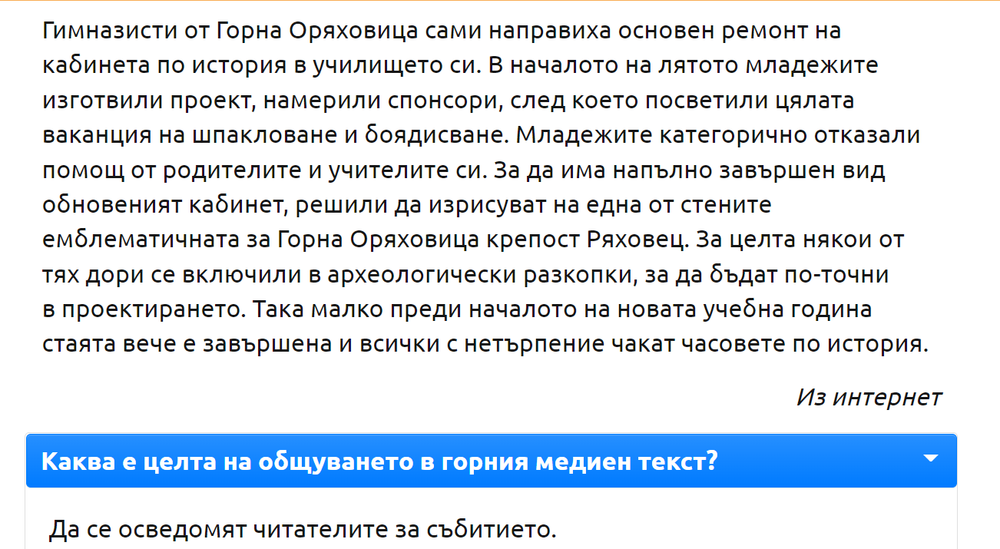 Гимназисти от Горна Оряховица сами направиха основен ремонт на
кабинета по история в училището си. В началото на лятото младежите
изготвили проект, намерили спонсори, след което посветили цялата
ваканция на шпакловане и боядисване. Младежите категорично отказали
помощ от родителите и учителите си. За да има напълно завършен вид
обновеният кабинет, решили да изрисуват на една от стените
емблематичната за Горна Оряховица крепост Ряховец. За целта някои от
тях дори се включили в археологически разкопки, за да бъдат по-точни
в проектирането. Така малко преди началото на новата учебна година
стаята вече е завършена и всички с нетърпение чакат часовете по история.
Из интернет
Каква е целта на общуването в горния медиен текст?
Да се осведомят читателите за събитието.